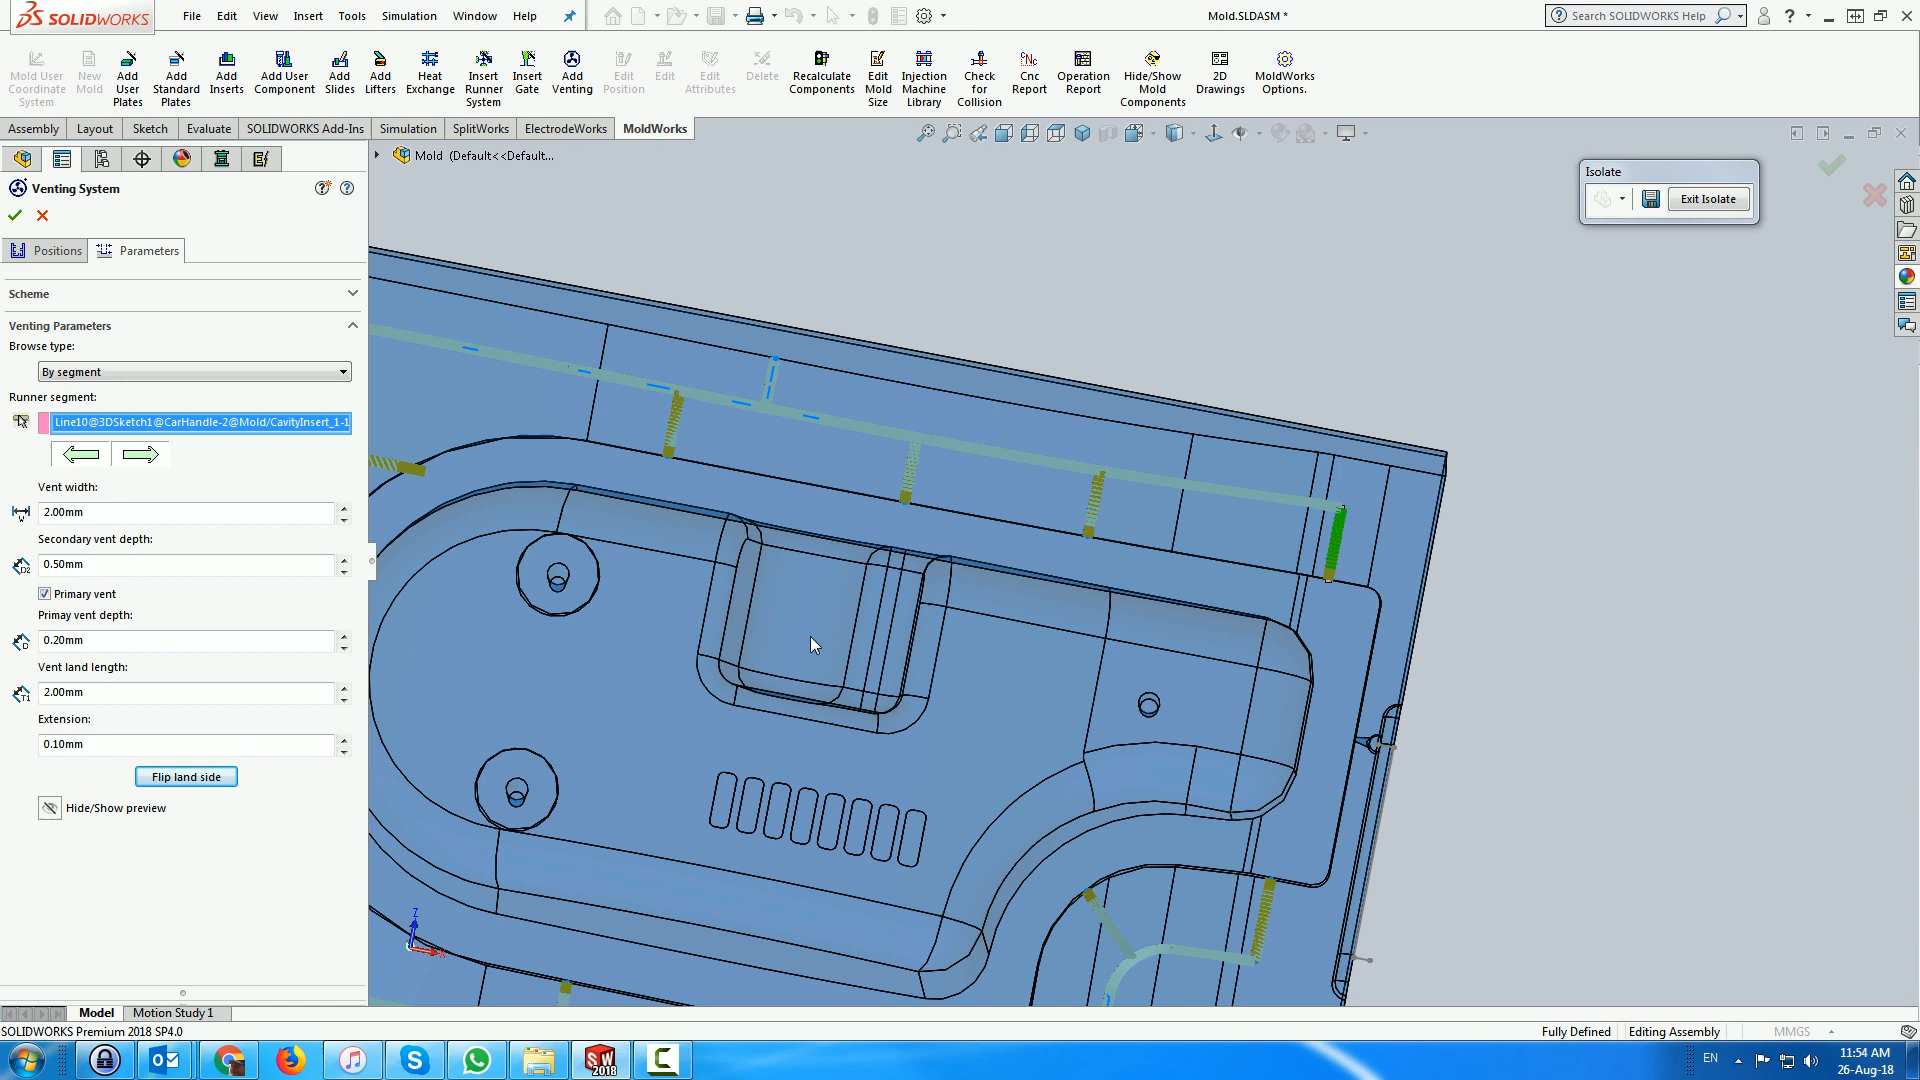 SOLIDWORKS
File Edit View Insert Tools Simulation Window Help
Mold.SLDASM *
Search SOLIDWORKS Help
Mold User Coordinate System
New Mold
Add User Plates
Add Standard Plates
Add Inserts
Add User Component
Add Slides
Add Lifters
Heat Exchange
Insert Runner System
Insert Gate
Add Venting
Edit Position
Edit
Edit Attributes
Delete
Recalculate Components
Edit Mold Size
Injection Machine Library
Check for Collision
Cnc Report
Operation Report
Hide/Show Mold Components
2D Drawings
MoldWorks Options.
Assembly Layout Sketch Evaluate SOLIDWORKS Add-Ins Simulation SplitWorks ElectrodeWorks MoldWorks
Mold (Default<<Default...
Isolate
Exit Isolate
Venting System
Positions Parameters
Scheme
Venting Parameters
Browse type:
By segment
Runner segment:
Line10@3DSketch1@CarHandle-2@Mold/CavityInsert_1-1
Vent width:
2.00mm
Secondary vent depth:
0.50mm
Primary vent
Primay vent depth:
0.20mm
Vent land length:
2.00mm
Extension:
0.10mm
Flip land side
Hide/Show preview
Z
X
Model Motion Study 1
SOLIDWORKS Premium 2018 SP4.0
Fully Defined Editing Assembly MMGS
EN
11:54 AM
26-Aug-18
SW
2018